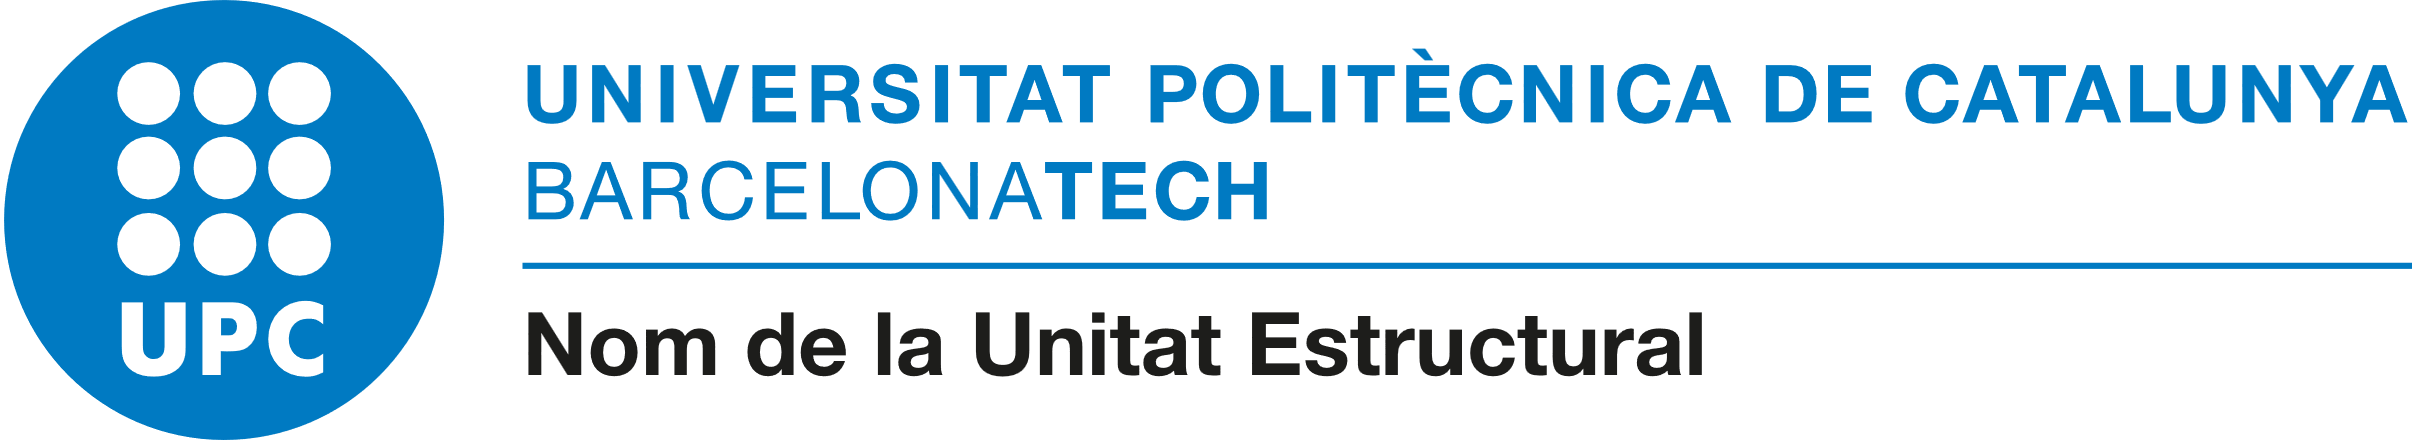 UPC
UNIVERSITAT POLITÈCNICA DE CATALUNYA
BARCELONATECH
Nom de la Unitat Estructural